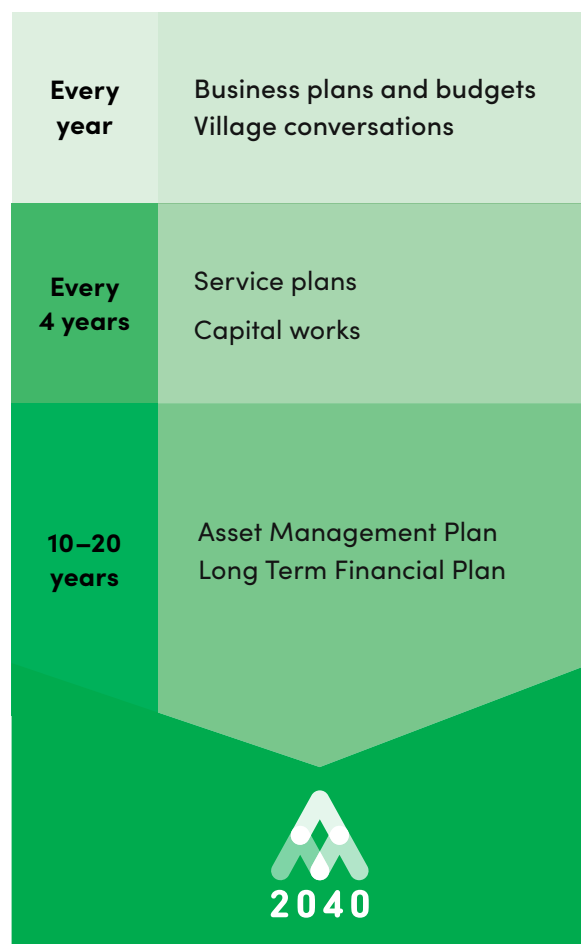 Every
year
Business plans and budgets
Village conversations
Every
4 years
Service plans
Capital works
10–20
years
Asset Management Plan
Long Term Financial Plan
2040